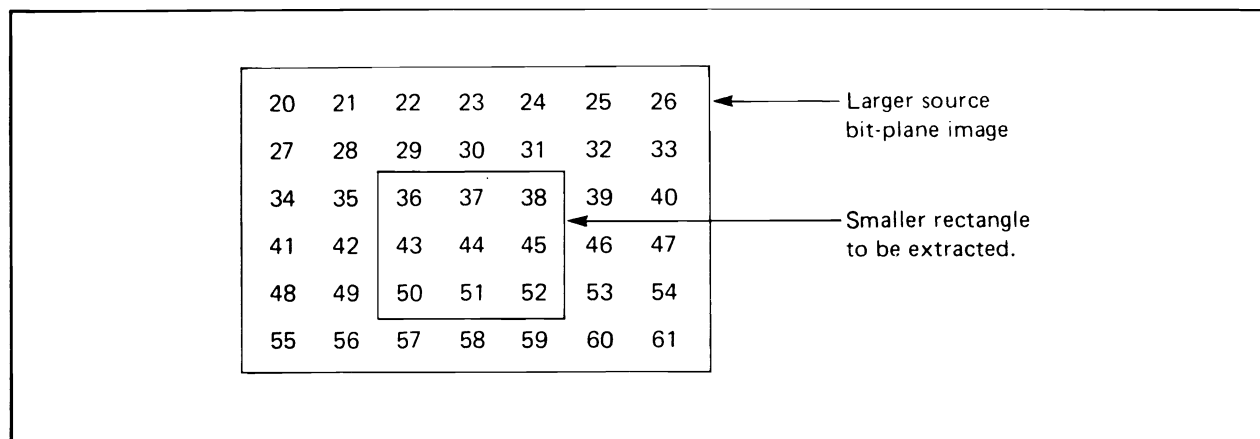 20 21 22 23 24 25 26
Larger source
bit-plane image
27 28 29 30 31 32 33
34 35 36 37 38 39 40
Smaller rectangle
to be extracted.
41 42 43 44 45 46 47
48 49 50 51 52 53 54
55 56 57 58 59 60 61